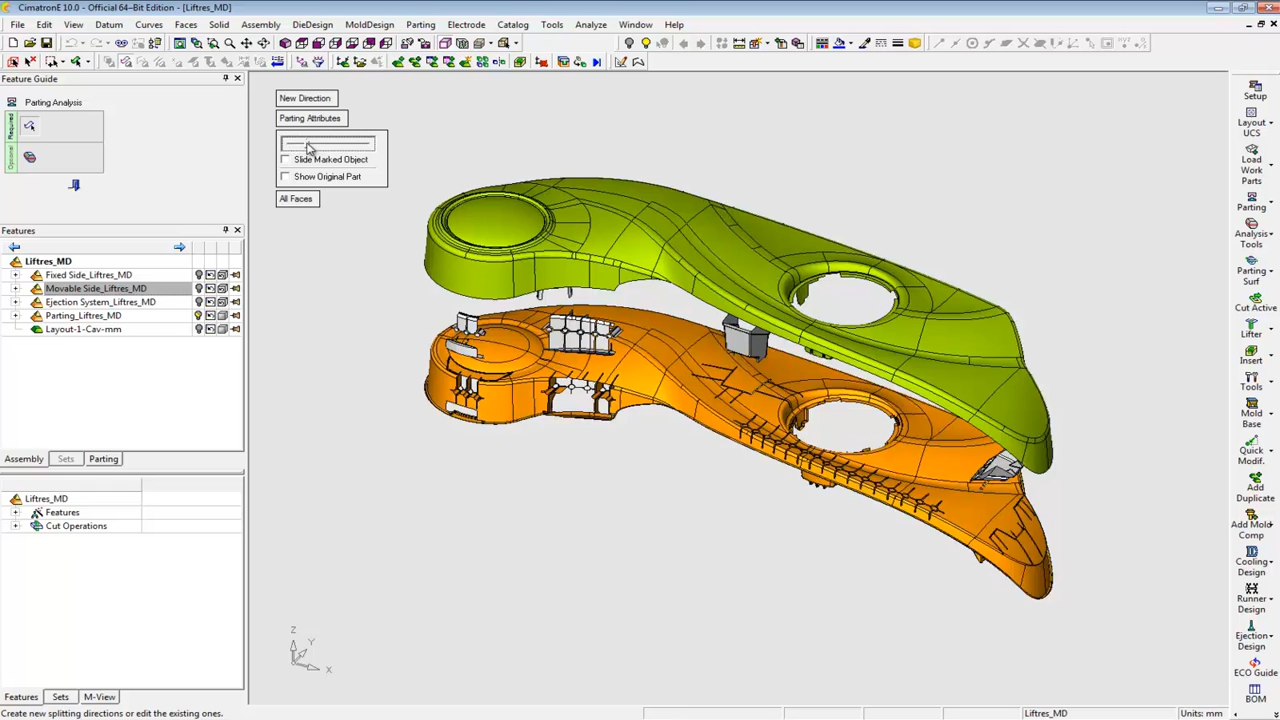 CimatronE 10.0 - Official 64-Bit Edition - [Liftres_MD]
File Edit View Datum Curves Faces Solid Assembly DieDesign MoldDesign Parting Electrode Catalog Tools Analyze Window Help
Feature Guide
Parting Analysis
Required
Optional
New Direction
Parting Attributes
Slide Marked Object
Show Original Part
All Faces
Features
Liftres_MD
Fixed Side_Liftres_MD
Movable Side_Liftres_MD
Ejection System_Liftres_MD
Parting_Liftres_MD
Layout-1-Cav-mm
Assembly Sets Parting
Liftres_MD
Features
Cut Operations
Features Sets M-View
Z
Y
X
Setup
Layout UCS
Load Work Parts
Parting
Analysis Tools
Parting Surf
Cut Active
Lifter
Insert
Tools
Mold Base
Quick Modif.
Add Duplicate
Add Mold Comp
Cooling Design
Runner Design
Ejection Design
ECO Guide
BOM
Create new splitting directions or edit the existing ones.
Liftres_MD
Units: mm